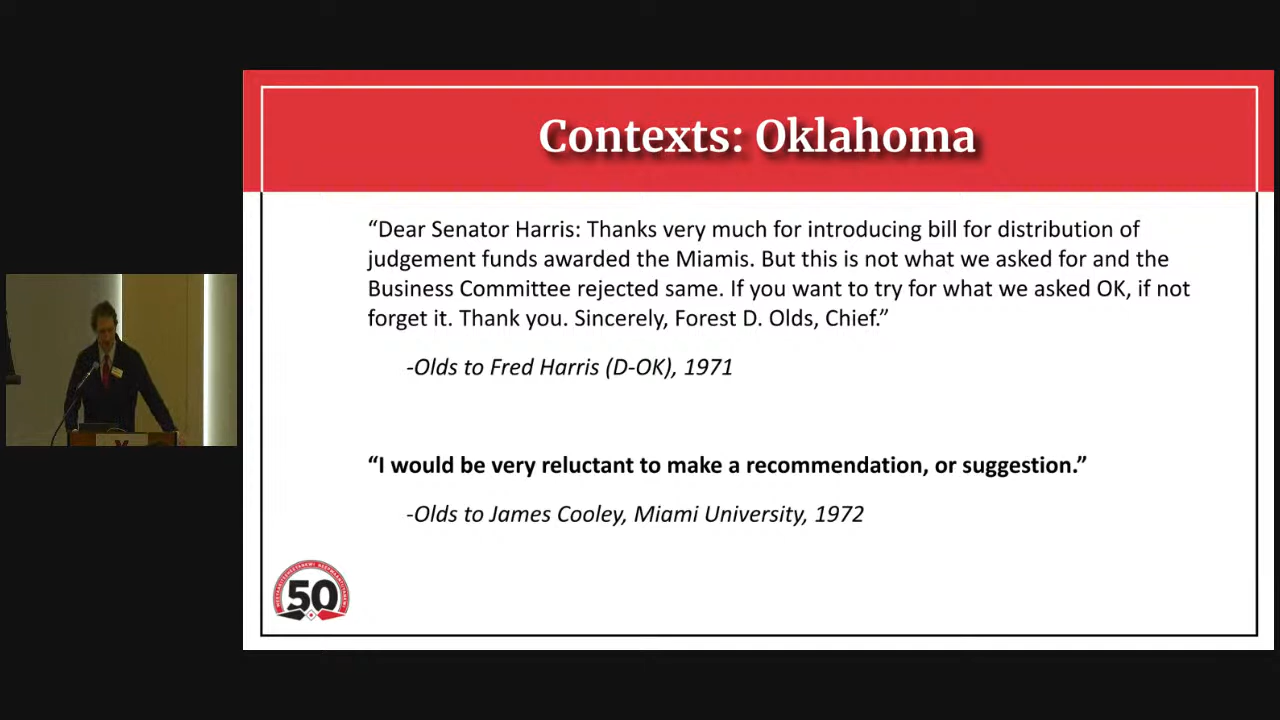 Contexts: Oklahoma
“Dear Senator Harris: Thanks very much for introducing bill for distribution of
judgement funds awarded the Miamis. But this is not what we asked for and the
Business Committee rejected same. If you want to try for what we asked OK, if not
forget it. Thank you. Sincerely, Forest D. Olds, Chief.”
-Olds to Fred Harris (D-OK), 1971
“I would be very reluctant to make a recommendation, or suggestion.”
-Olds to James Cooley, Miami University, 1972
50